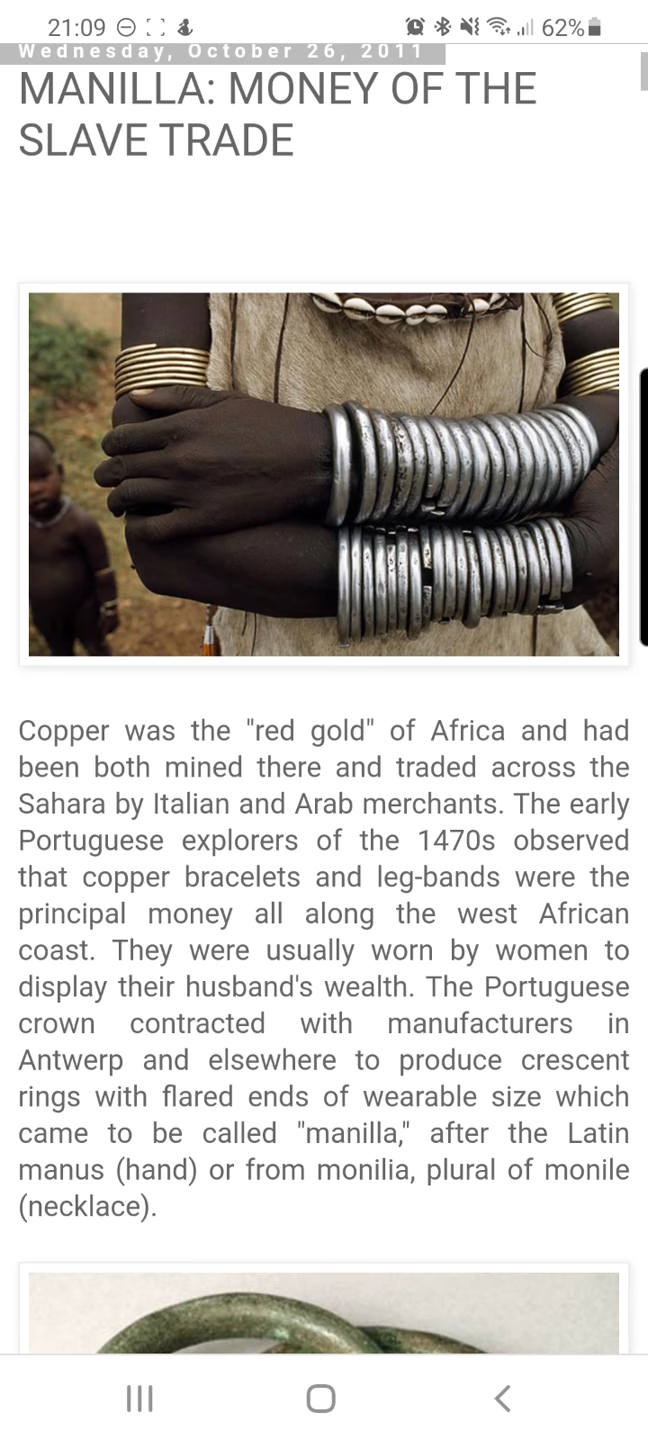 21:09
62%
Wednesday, October 26, 2011
MANILLA: MONEY OF THE
SLAVE TRADE
Copper was the "red gold" of Africa and had
been both mined there and traded across the
Sahara by Italian and Arab merchants. The early
Portuguese explorers of the 1470s observed
that copper bracelets and leg-bands were the
principal money all along the west African
coast. They were usually worn by women to
display their husband's wealth. The Portuguese
crown contracted with manufacturers in
Antwerp and elsewhere to produce crescent
rings with flared ends of wearable size which
came to be called "manilla," after the Latin
manus (hand) or from monilia, plural of monile
(necklace).